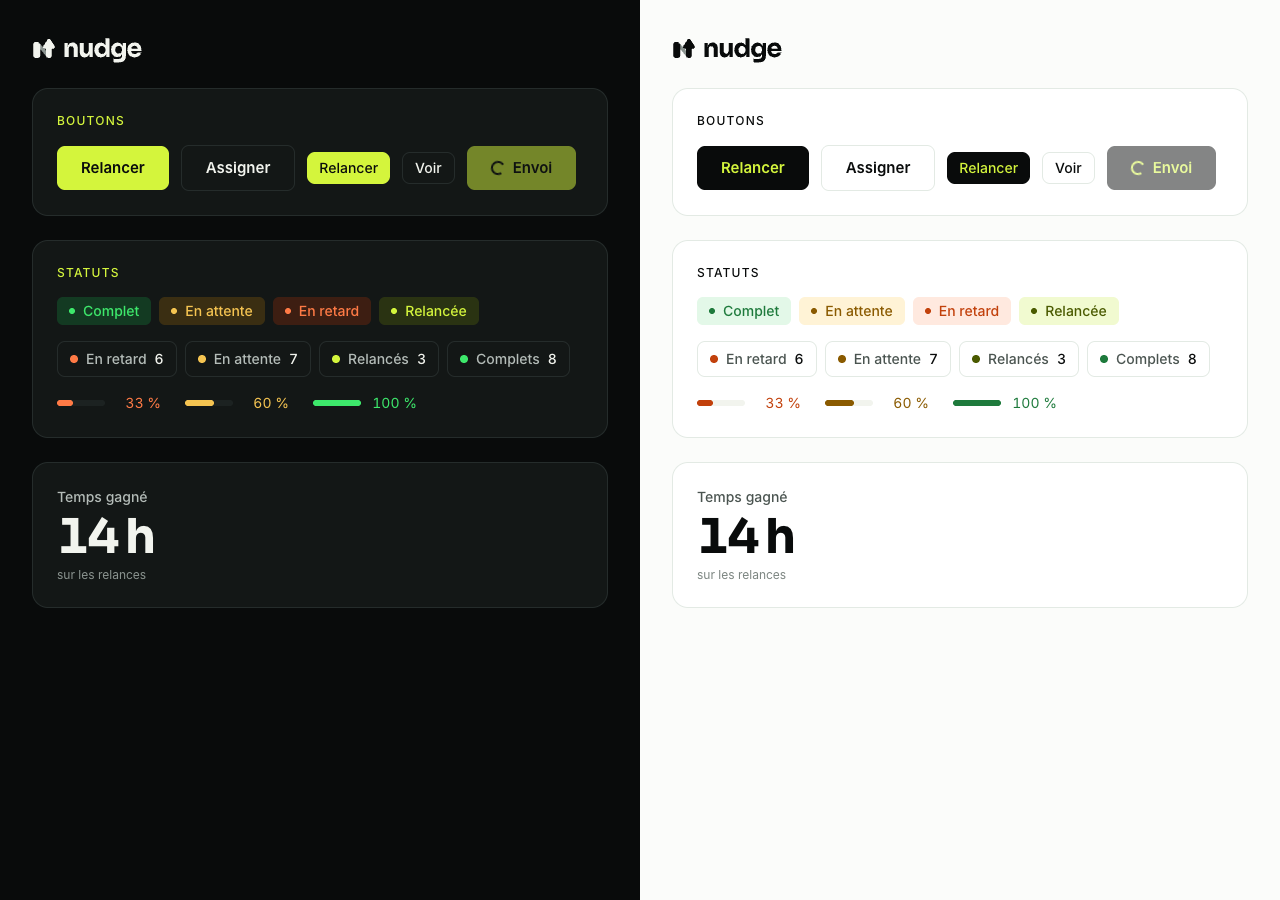 nudge
BOUTONS
Relancer Assigner Relancer Voir Envoi
STATUTS
Complet En attente En retard Relancée
En retard 6 En attente 7 Relancés 3 Complets 8
33 % 60 % 100 %
Temps gagné
14 h
sur les relances
nudge
BOUTONS
Relancer Assigner Relancer Voir Envoi
STATUTS
Complet En attente En retard Relancée
En retard 6 En attente 7 Relancés 3 Complets 8
33 % 60 % 100 %
Temps gagné
14 h
sur les relances